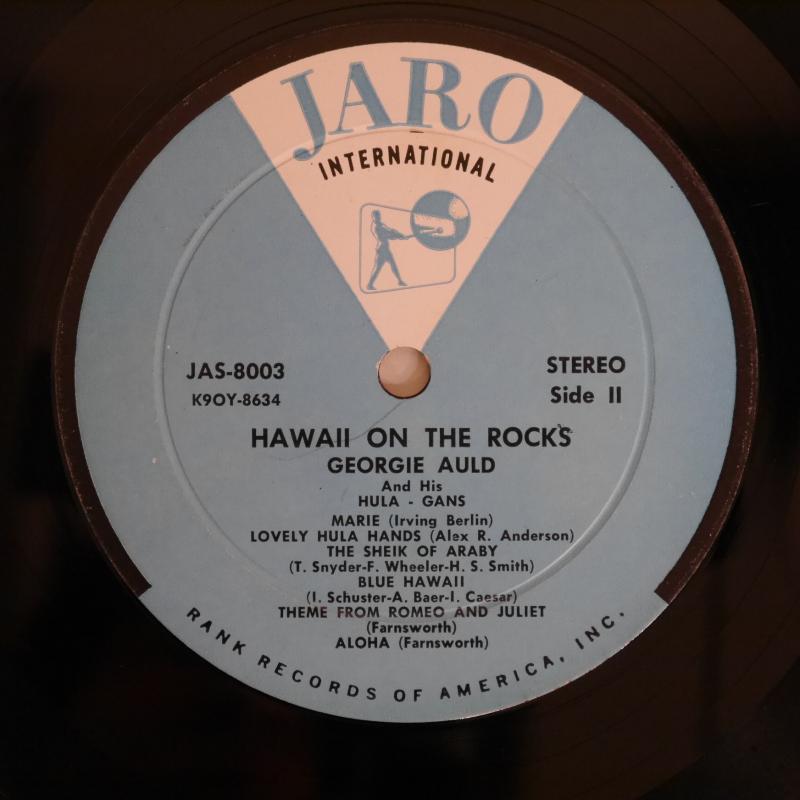 JARO
INTERNATIONAL
JAS-8003
K9OY-8634
STEREO
Side II
HAWAII ON THE ROCKS
GEORGIE AULD
And His
HULA - GANS
MARIE (Irving Berlin)
LOVELY HULA HANDS (Alex R. Anderson)
THE SHEIK OF ARABY
(T. Snyder-F. Wheeler-H. S. Smith)
BLUE HAWAII
(I. Schuster-A. Baer-I. Caesar)
THEME FROM ROMEO AND JULIET
(Farnsworth)
ALOHA (Farnsworth)
RANK RECORDS OF AMERICA, INC.